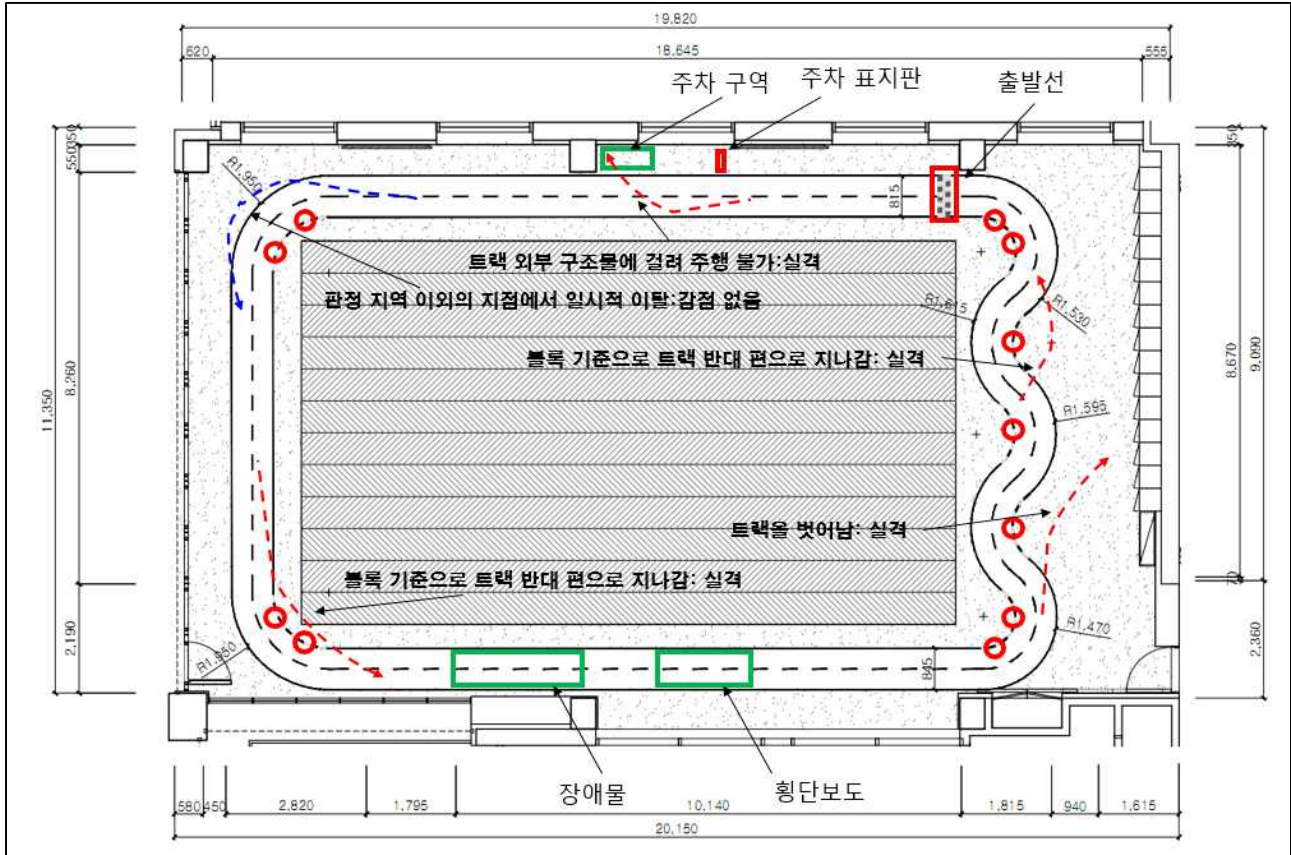 19,820
620
18,645
555
주차 구역
주차 표지판
출발선
350
550
8,260
11,350
2,190
R1,950
815
트랙 외부 구조물에 걸려 주행 불가:실격
판정 지역 이외의 지점에서 일시적 이탈:감점 없음
R1,615
R1,530
블록 기준으로 트랙 반대 편으로 지나감: 실격
R1,595
트랙을 벗어남: 실격
블록 기준으로 트랙 반대 편으로 지나감: 실격
R1,950
845
R1,470
8,670
9,090
70
2,360
장애물
횡단보도
580
450
2,820
1,795
10,140
1,815
940
1,615
20,150